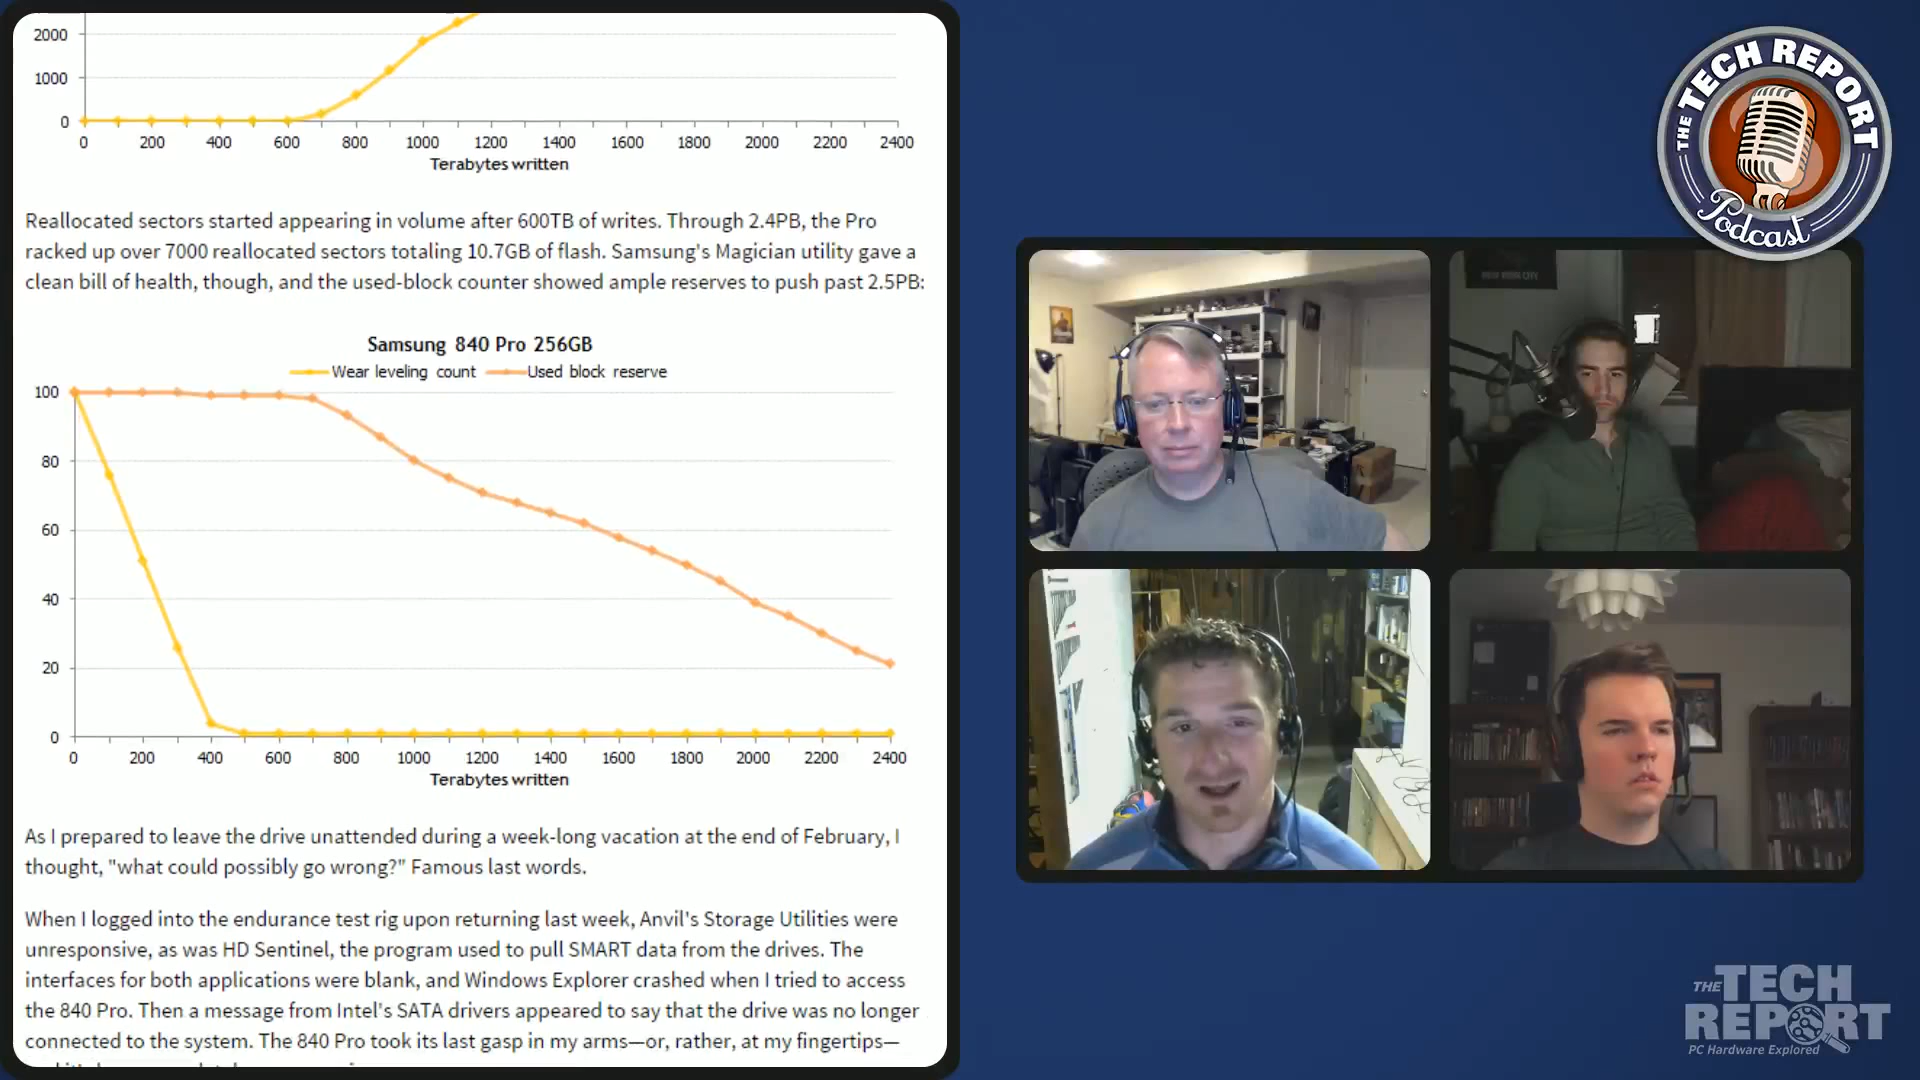 2000
1000
0
0 200 400 600 800 1000 1200 1400 1600 1800 2000 2200 2400
Terabytes written
Reallocated sectors started appearing in volume after 600TB of writes. Through 2.4PB, the Pro
racked up over 7000 reallocated sectors totaling 10.7GB of flash. Samsung's Magician utility gave a
clean bill of health, though, and the used-block counter showed ample reserves to push past 2.5PB:
Samsung 840 Pro 256GB
Wear leveling count Used block reserve
100
80
60
40
20
0
0 200 400 600 800 1000 1200 1400 1600 1800 2000 2200 2400
Terabytes written
As I prepared to leave the drive unattended during a week-long vacation at the end of February, I
thought, "what could possibly go wrong?" Famous last words.
When I logged into the endurance test rig upon returning last week, Anvil's Storage Utilities were
unresponsive, as was HD Sentinel, the program used to pull SMART data from the drives. The
interfaces for both applications were blank, and Windows Explorer crashed when I tried to access
the 840 Pro. Then a message from Intel's SATA drivers appeared to say that the drive was no longer
connected to the system. The 840 Pro took its last gasp in my arms—or, rather, at my fingertips—
THE TECH REPORT
Podcast
THE TECH
REPORT
PC Hardware Explored